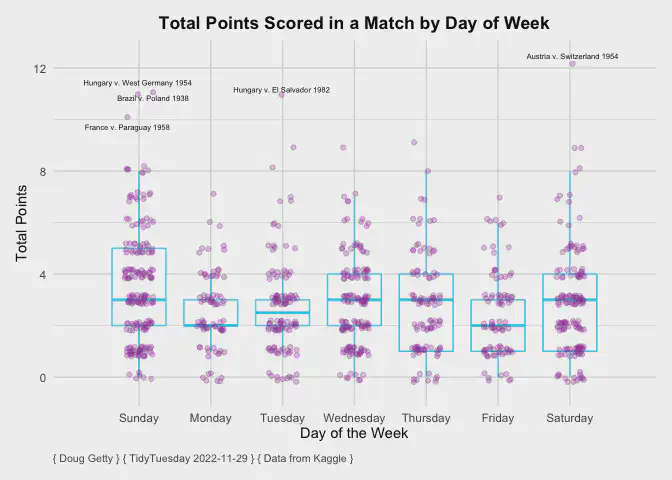 Total Points Scored in a Match by Day of Week
Austria v. Switzerland 1954
Hungary v. West Germany 1954
Hungary v. El Salvador 1982
Brazil v. Poland 1938
France v. Paraguay 1958
12
8
4
0
Total Points
Sunday Monday Tuesday Wednesday Thursday Friday Saturday
Day of the Week
{ Doug Getty } { TidyTuesday 2022-11-29 } { Data from Kaggle }